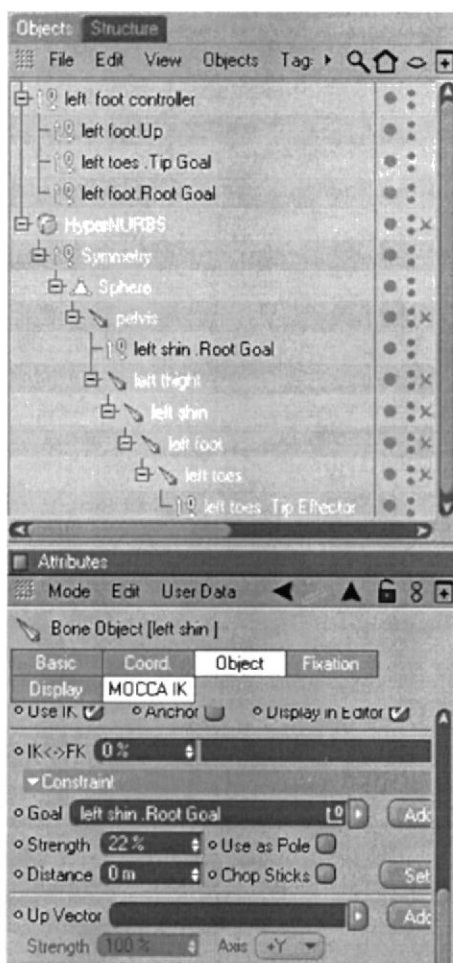 Objects Structure
File Edit View Objects Tag:
left foot controller
left foot.Up
left toes .Tip Goal
left foot.Root Goal
HyperNURBS
Symmetry
Sphere
pelvis
left shin .Root Goal
left thight
left shin
left foot
left toes
left toes Tip Effector
Attributes
Mode Edit User Data
Bone Object [left shin ]
Basic Coord. Object Fixation
Display MOCCA IK
Use IK Anchor Display in Editor
IK<->FK 0 %
Constraint
Goal left shin .Root Goal Add
Strength 22 % Use as Pole
Distance 0 m Chop Sticks Set
Up Vector Add
Strength 100 % Axis +Y